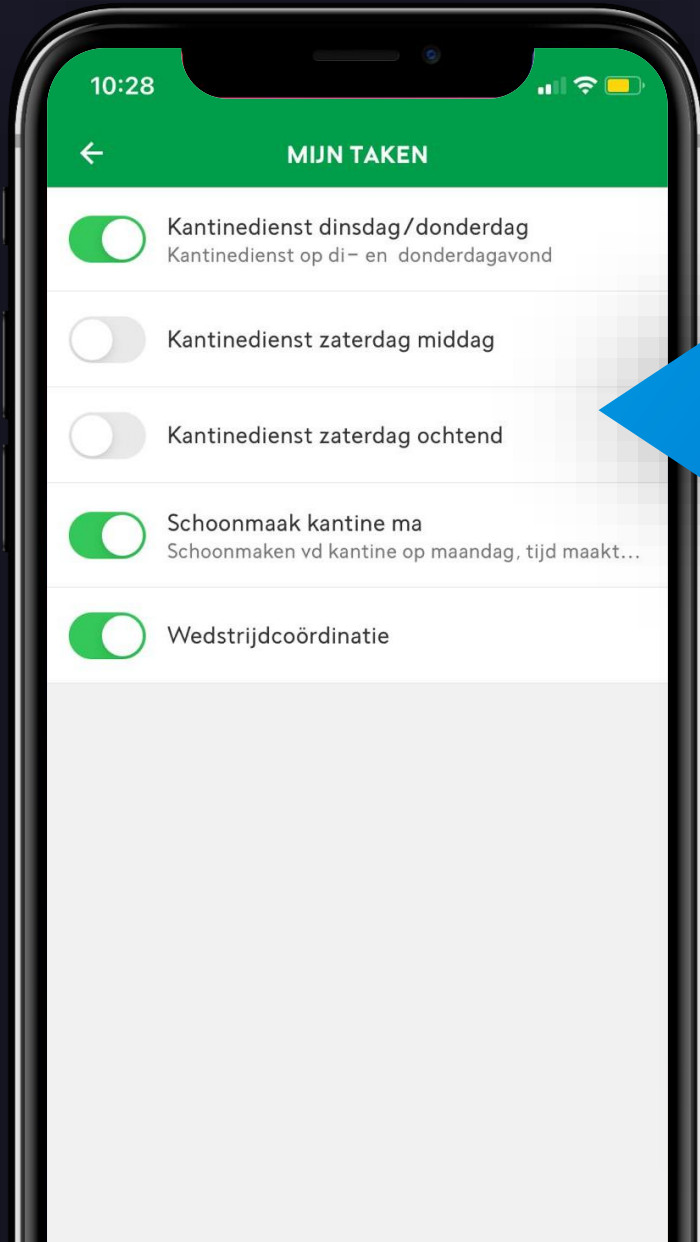 10:28
MIJN TAKEN
Kantinedienst dinsdag/donderdag
Kantinedienst op di- en donderdagavond
Kantinedienst zaterdag middag
Kantinedienst zaterdag ochtend
Schoonmaak kantine ma
Schoonmaken vd kantine op maandag, tijd maakt...
Wedstrijdcoördinatie